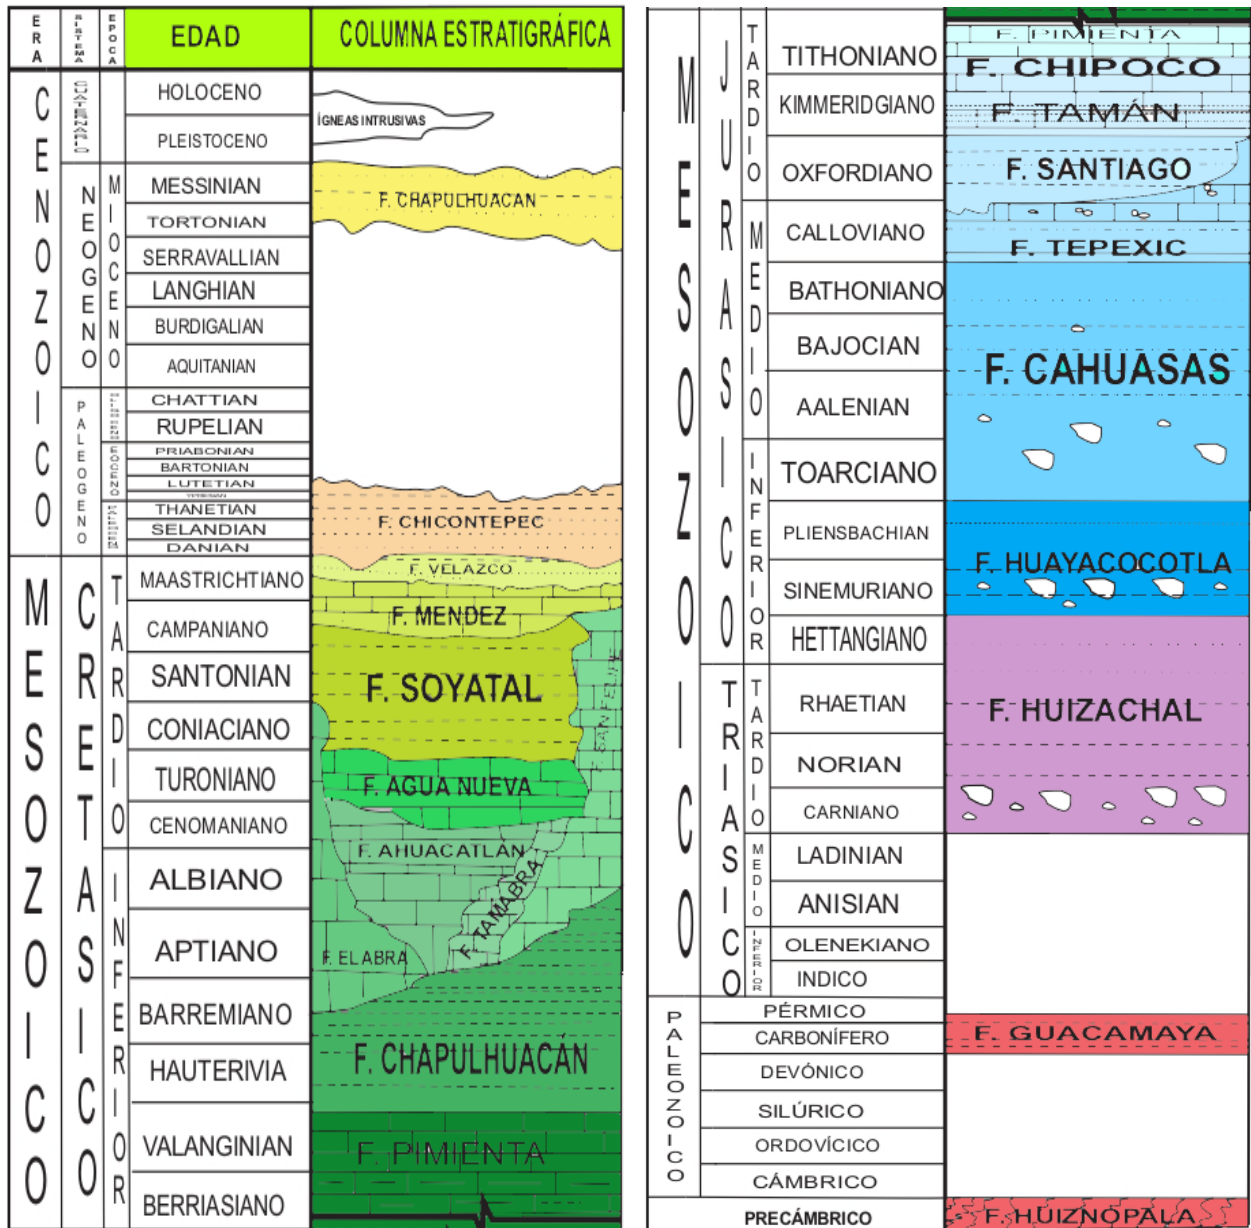 ERA
SISTEMA
EPOCA
EDAD
COLUMNA ESTRATIGRÁFICA
CENOZOICO
CUATERNARIO
HOLOCENO
PLEISTOCENO
ÍGNEAS INTRUSIVAS
NEOGENO
MIOCENO
MESSINIAN
TORTONIAN
SERRAVALLIAN
LANGHIAN
BURDIGALIAN
AQUITANIAN
F. CHAPULHUACAN
PALEOGENO
CHATTIAN
RUPELIAN
EOCENO
PRIABONIAN
BARTONIAN
LUTETIAN
THANETIAN
SELANDIAN
DANIAN
F. CHICONTEPEC
MESOZOICO
CRETASICO
TARDIO
MAASTRICHTIANO
CAMPANIANO
SANTONIAN
CONIACIANO
TURONIANO
CENOMANIANO
F. VELAZCO
F. MENDEZ
F. SOYATAL
F. SAN FELIPE
F. AGUA NUEVA
INFERIOR
ALBIANO
APTIANO
BARREMIANO
HAUTERIVIA
VALANGINIAN
BERRIASIANO
F. AHUACATLÁN
F. TAMABRA
F. EL ABRA
F. CHAPULHUACÁN
F. PIMIENTA
MESOZOICO
JURASICO
TARDIO
TITHONIANO
KIMMERIDGIANO
OXFORDIANO
F. PIMIENTA
F. CHIPOCO
F. TAMÁN
F. SANTIAGO
MEDIO
CALLOVIANO
BATHONIANO
BAJOCIAN
AALENIAN
F. TEPEXIC
F. CAHUASAS
INFERIOR
TOARCIANO
PLIENSBACHIAN
SINEMURIANO
HETTANGIANO
F. HUAYACOCOTLA
TRIASICO
TARDIO
RHAETIAN
NORIAN
CARNIANO
F. HUIZACHAL
MEDIO
LADINIAN
ANISIAN
INFERIOR
OLENEKIANO
INDICO
PALEOZOICO
PÉRMICO
CARBONÍFERO
DEVÓNICO
SILÚRICO
ORDOVÍCICO
CÁMBRICO
F. GUACAMAYA
PRECÁMBRICO
F. HUIZNOPALA